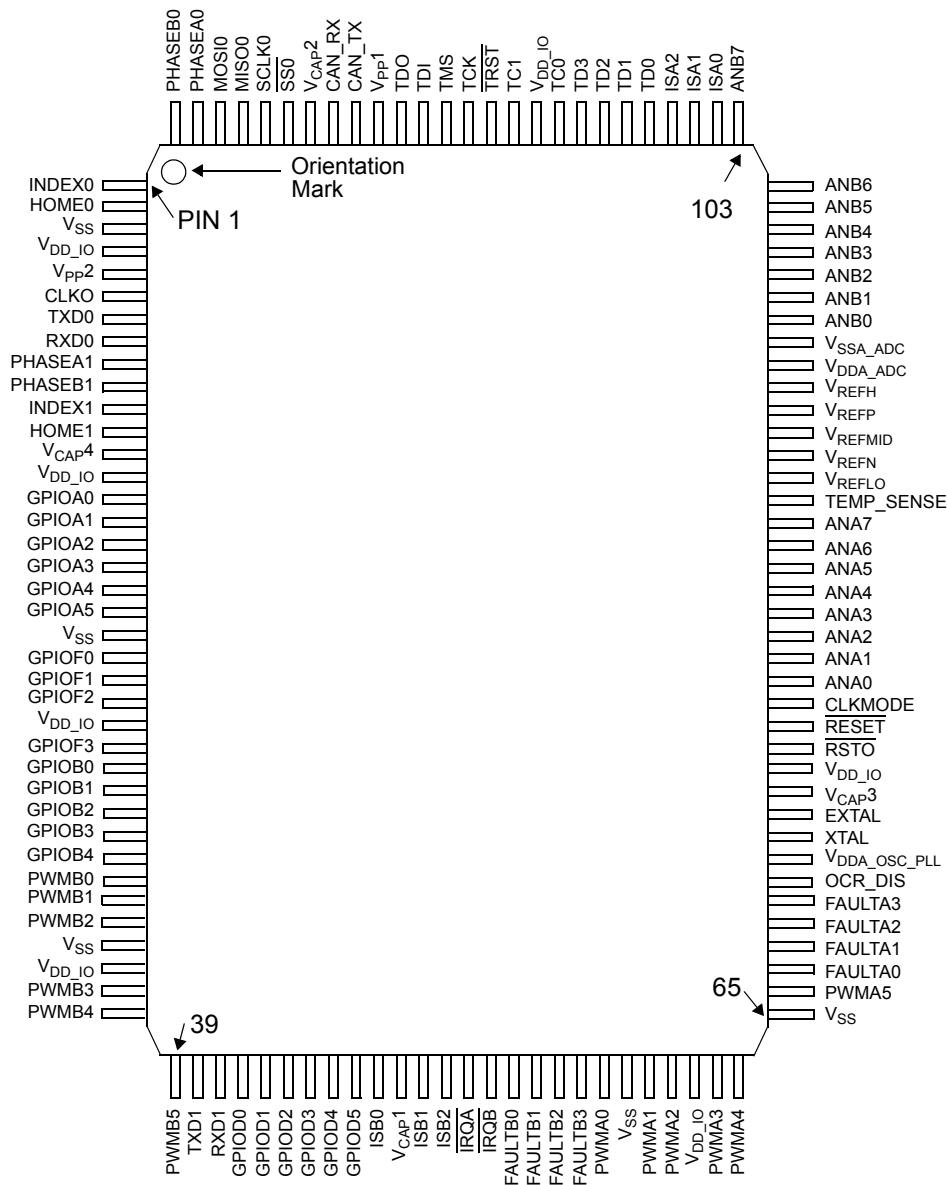 PHASEB0
PHASEA0
MOSI0
MISO0
SCLK0
SS0
VCAP2
CAN_RX
CAN_TX
VPP1
TDO
TDI
TMS
TCK
TRST
TC1
VDD_IO
TC0
TD3
TD2
TD1
TD0
ISA2
ISA1
ISA0
ANB7
Orientation
Mark
PIN 1
103
INDEX0
HOME0
VSS
VDD_IO
VPP2
CLKO
TXD0
RXD0
PHASEA1
PHASEB1
INDEX1
HOME1
VCAP4
VDD_IO
GPIOA0
GPIOA1
GPIOA2
GPIOA3
GPIOA4
GPIOA5
VSS
GPIOF0
GPIOF1
GPIOF2
VDD_IO
GPIOF3
GPIOB0
GPIOB1
GPIOB2
GPIOB3
GPIOB4
PWMB0
PWMB1
PWMB2
VSS
VDD_IO
PWMB3
PWMB4
ANB6
ANB5
ANB4
ANB3
ANB2
ANB1
ANB0
VSSA_ADC
VDDA_ADC
VREFH
VREFP
VREFMID
VREFN
VREFLO
TEMP_SENSE
ANA7
ANA6
ANA5
ANA4
ANA3
ANA2
ANA1
ANA0
CLKMODE
RESET
RSTO
VDD_IO
VCAP3
EXTAL
XTAL
VDDA_OSC_PLL
OCR_DIS
FAULTA3
FAULTA2
FAULTA1
FAULTA0
PWMA5
VSS
39
65
PWMB5
TXD1
RXD1
GPIOD0
GPIOD1
GPIOD2
GPIOD3
GPIOD4
GPIOD5
ISB0
VCAP1
ISB1
ISB2
IRQA
IRQB
FAULTB0
FAULTB1
FAULTB2
FAULTB3
PWMA0
VSS
PWMA1
PWMA2
VDD_IO
PWMA3
PWMA4